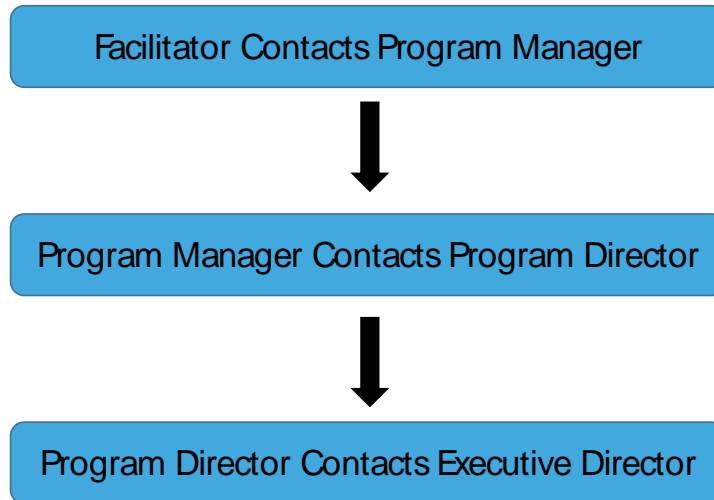 Facilitator Contacts Program Manager
Program Manager Contacts Program Director
Program Director Contacts Executive Director